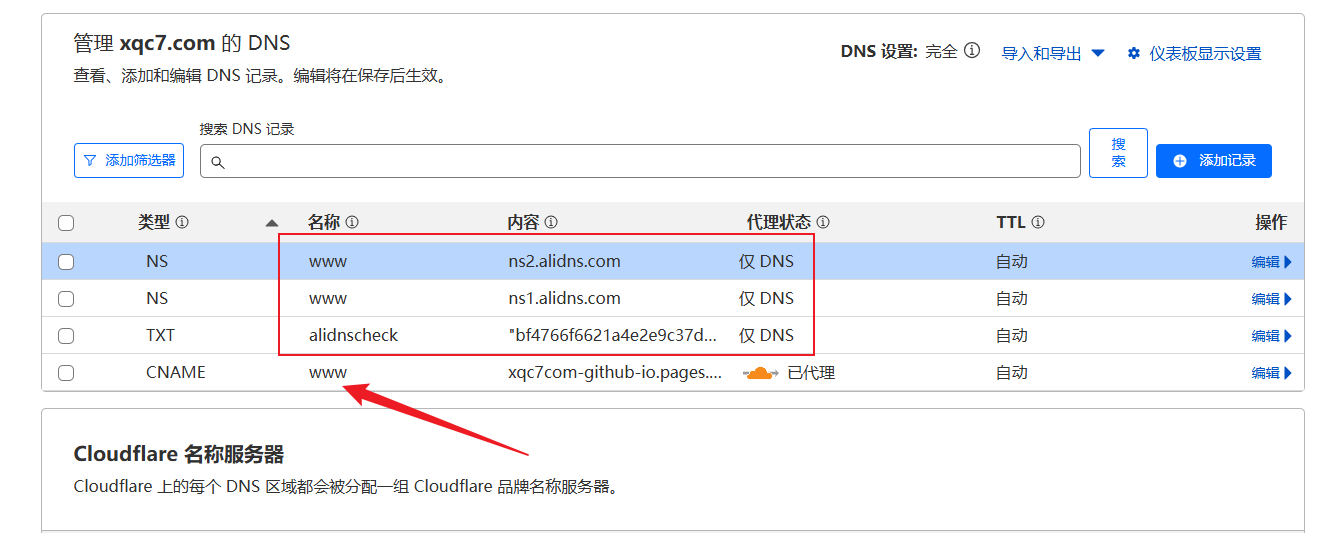 管理 xqc7.com 的 DNS
查看、添加和编辑 DNS 记录。编辑将在保存后生效。
DNS 设置: 完全 导入和导出 仪表板显示设置
搜索 DNS 记录
添加筛选器 搜索 添加记录
类型 名称 内容 代理状态 TTL 操作
NS www ns2.alidns.com 仅 DNS 自动 编辑
NS www ns1.alidns.com 仅 DNS 自动 编辑
TXT alidnscheck "bf4766f6621a4e2e9c37d... 仅 DNS 自动 编辑
CNAME www xqc7com-github-io.pages.... 已代理 自动 编辑
Cloudflare 名称服务器
Cloudflare 上的每个 DNS 区域都会被分配一组 Cloudflare 品牌名称服务器。